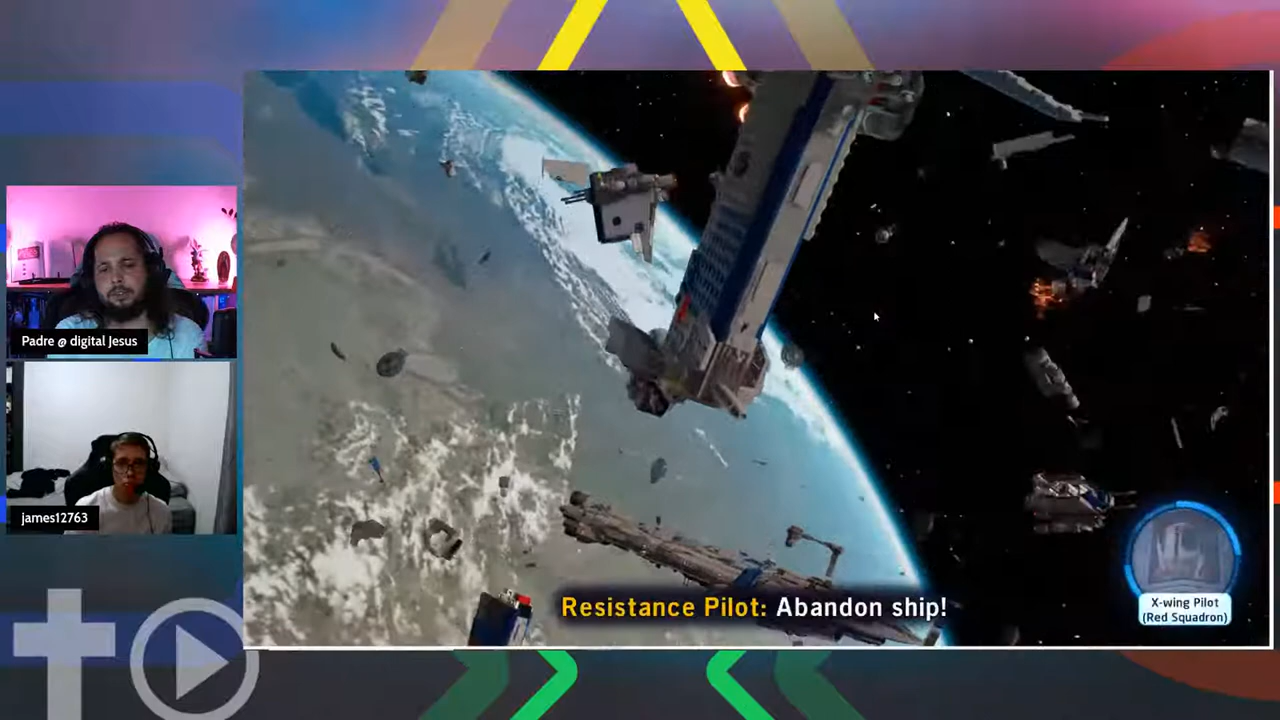 Padre @ digital Jesus
james12763
Resistance Pilot: Abandon ship!
X-wing Pilot
(Red Squadron)